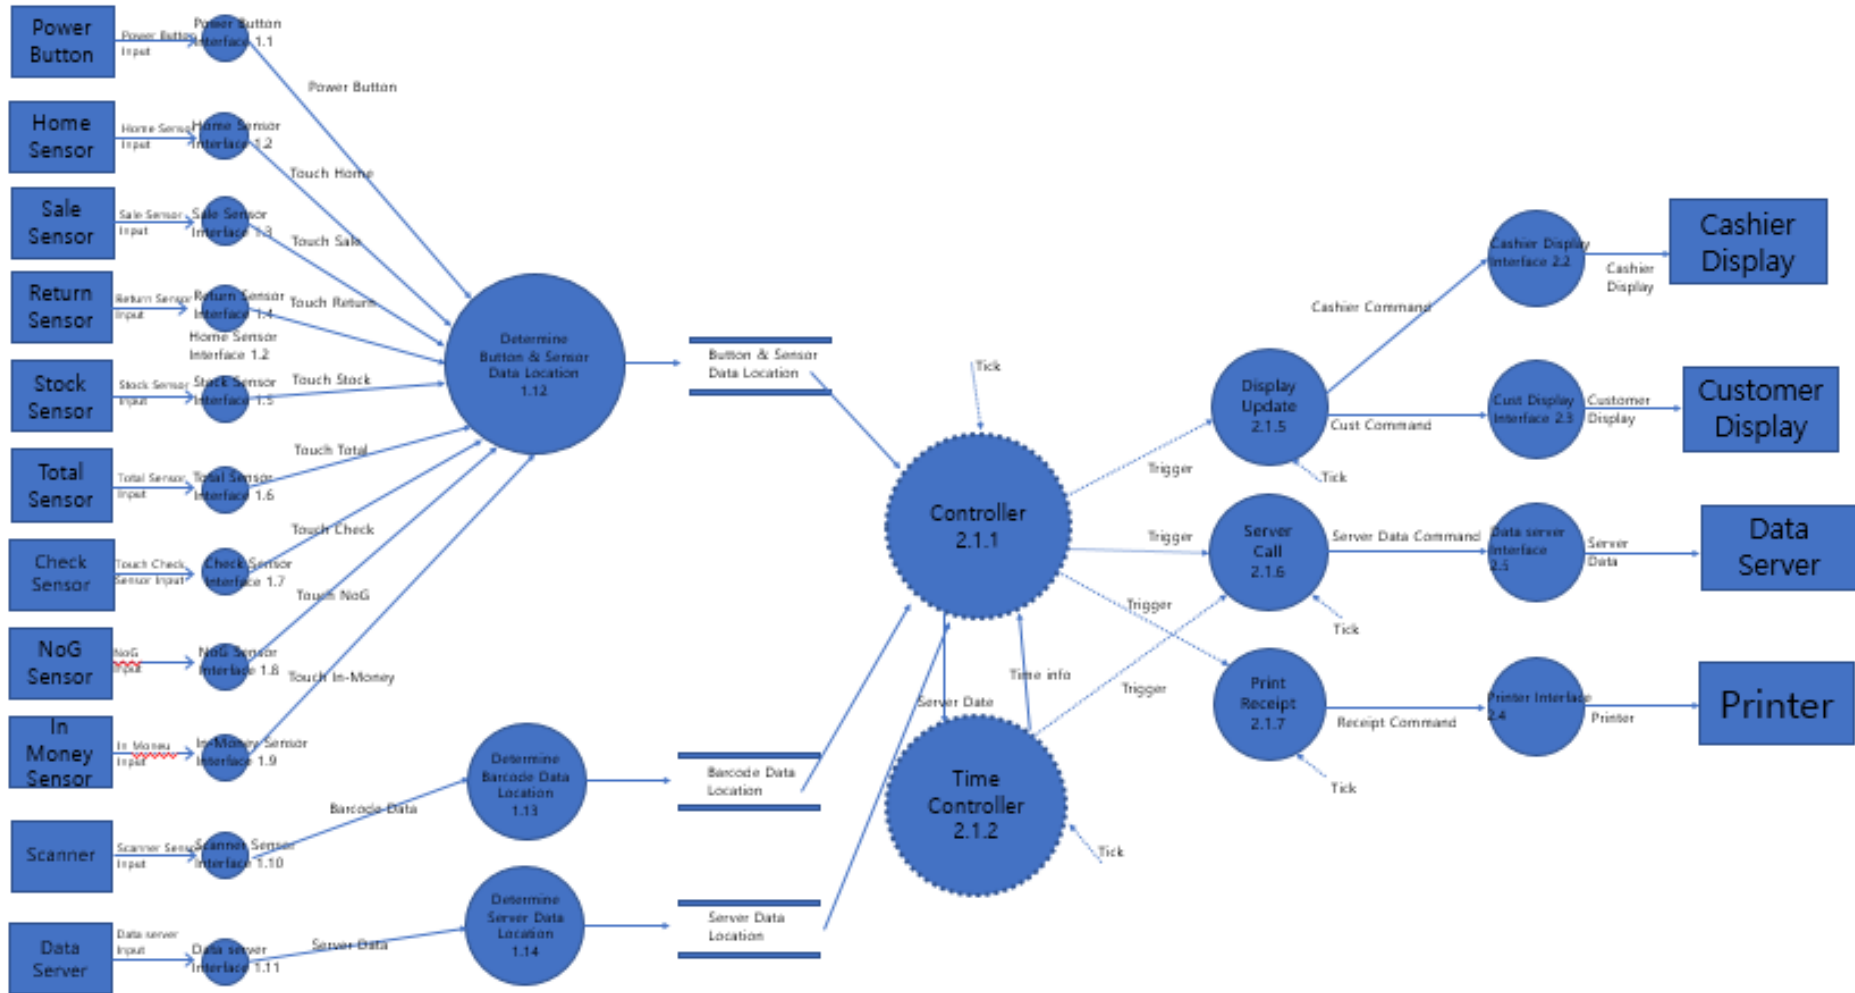 Power
Button
Power Button
Input
Power Button
Interface 1.1
Power Button
Home
Sensor
Home Sensor
Input
Home Sensor
Interface 1.2
Touch Home
Sale
Sensor
Sale Sensor
Input
Sale Sensor
Interface 1.3
Touch Sale
Return
Sensor
Return Sensor
Input
Return Sensor
Interface 1.4
Touch Return
Home Sensor
Interface 1.2
Stock
Sensor
Stock Sensor
Input
Stock Sensor
Interface 1.5
Touch Stock
Total
Sensor
Total Sensor
Input
Total Sensor
Interface 1.6
Touch Total
Check
Sensor
Touch Check
Sensor Input
Check Sensor
Interface 1.7
Touch Check
NoG
Sensor
NoG
Input
NoG Sensor
Interface 1.8
Touch NoG
In
Money
Sensor
In Moneu
Input
In-Money Sensor
Interface 1.9
Touch In-Money
Scanner
Scanner Sensor
Input
Scanner Sensor
Interface 1.10
Barcode Data
Data
Server
Data server
Input
Data server
Interface 1.11
Server Data
Determine
Button & Sensor
Data Location
1.12
Determine
Barcode Data
Location
1.13
Determine
Server Data
Location
1.14
Button & Sensor
Data Location
Barcode Data
Location
Server Data
Location
Tick
Controller
2.1.1
Server Date
Time info
Time
Controller
2.1.2
Tick
Trigger
Trigger
Trigger
Trigger
Display
Update
2.1.5
Tick
Server
Call
2.1.6
Tick
Print
Receipt
2.1.7
Tick
Cashier Command
Cust Command
Server Data Command
Receipt Command
Cashier Display
Interface 2.2
Cashier
Display
Cashier
Display
Cust Display
Interface 2.3
Customer
Display
Customer
Display
Data server
Interface
2.5
Server
Data
Data
Server
Printer Interface
2.4
Printer
Printer